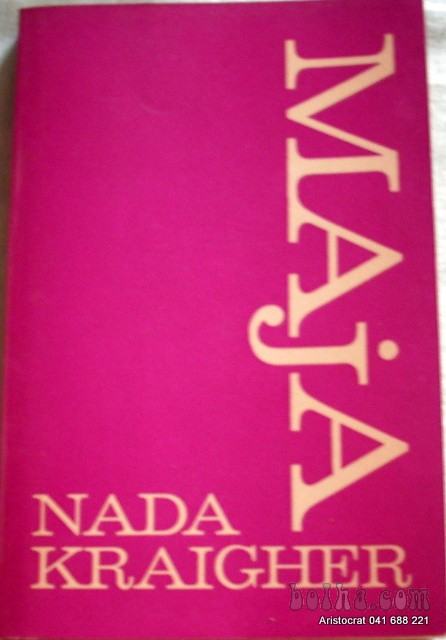 MAjA
NADA
KRAIGHER
bolha.com
Aristocrat 041 688 221